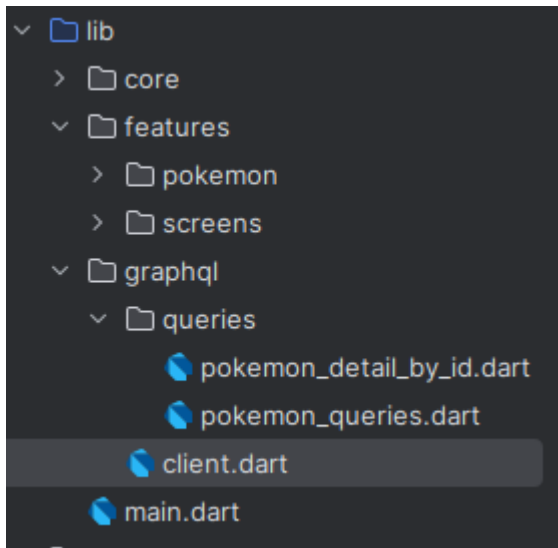 lib
core
features
pokemon
screens
graphql
queries
pokemon_detail_by_id.dart
pokemon_queries.dart
client.dart
main.dart